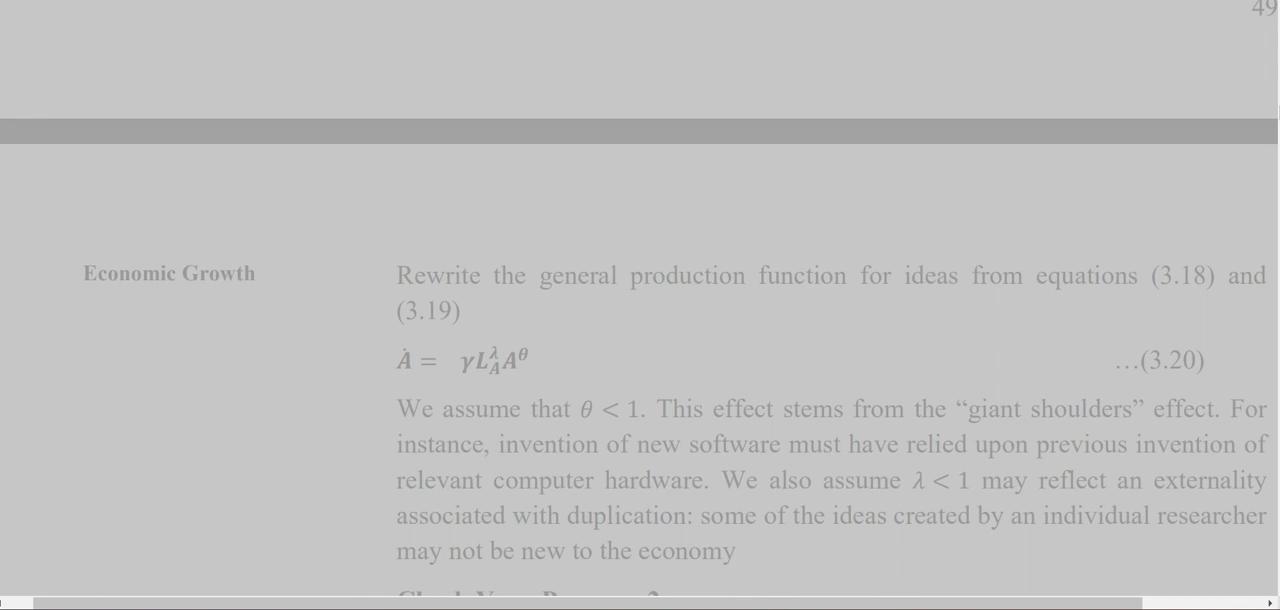 49
Economic Growth
Rewrite the general production function for ideas from equations (3.18) and
(3.19)
Ȧ = γL_A^λ A^θ …(3.20)
We assume that θ < 1. This effect stems from the “giant shoulders” effect. For
instance, invention of new software must have relied upon previous invention of
relevant computer hardware. We also assume λ < 1 may reflect an externality
associated with duplication: some of the ideas created by an individual researcher
may not be new to the economy